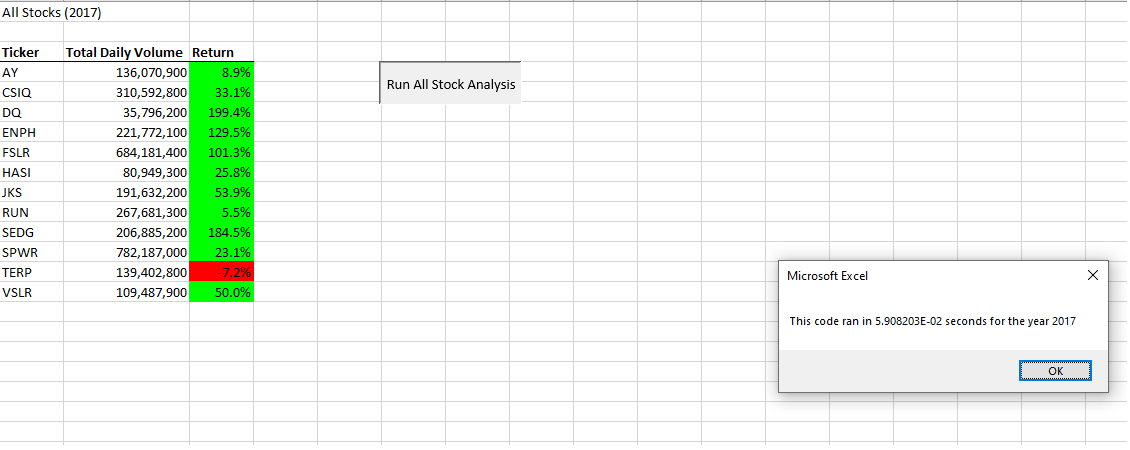 All Stocks (2017)
Ticker Total Daily Volume Return
AY 136,070,900 8.9%
CSIQ 310,592,800 33.1%
DQ 35,796,200 199.4%
ENPH 221,772,100 129.5%
FSLR 684,181,400 101.3%
HASI 80,949,300 25.8%
JKS 191,632,200 53.9%
RUN 267,681,300 5.5%
SEDG 206,885,200 184.5%
SPWR 782,187,000 23.1%
TERP 139,402,800 -7.2%
VSLR 109,487,900 50.0%
Run All Stock Analysis
Microsoft Excel
This code ran in 5.908203E-02 seconds for the year 2017
OK